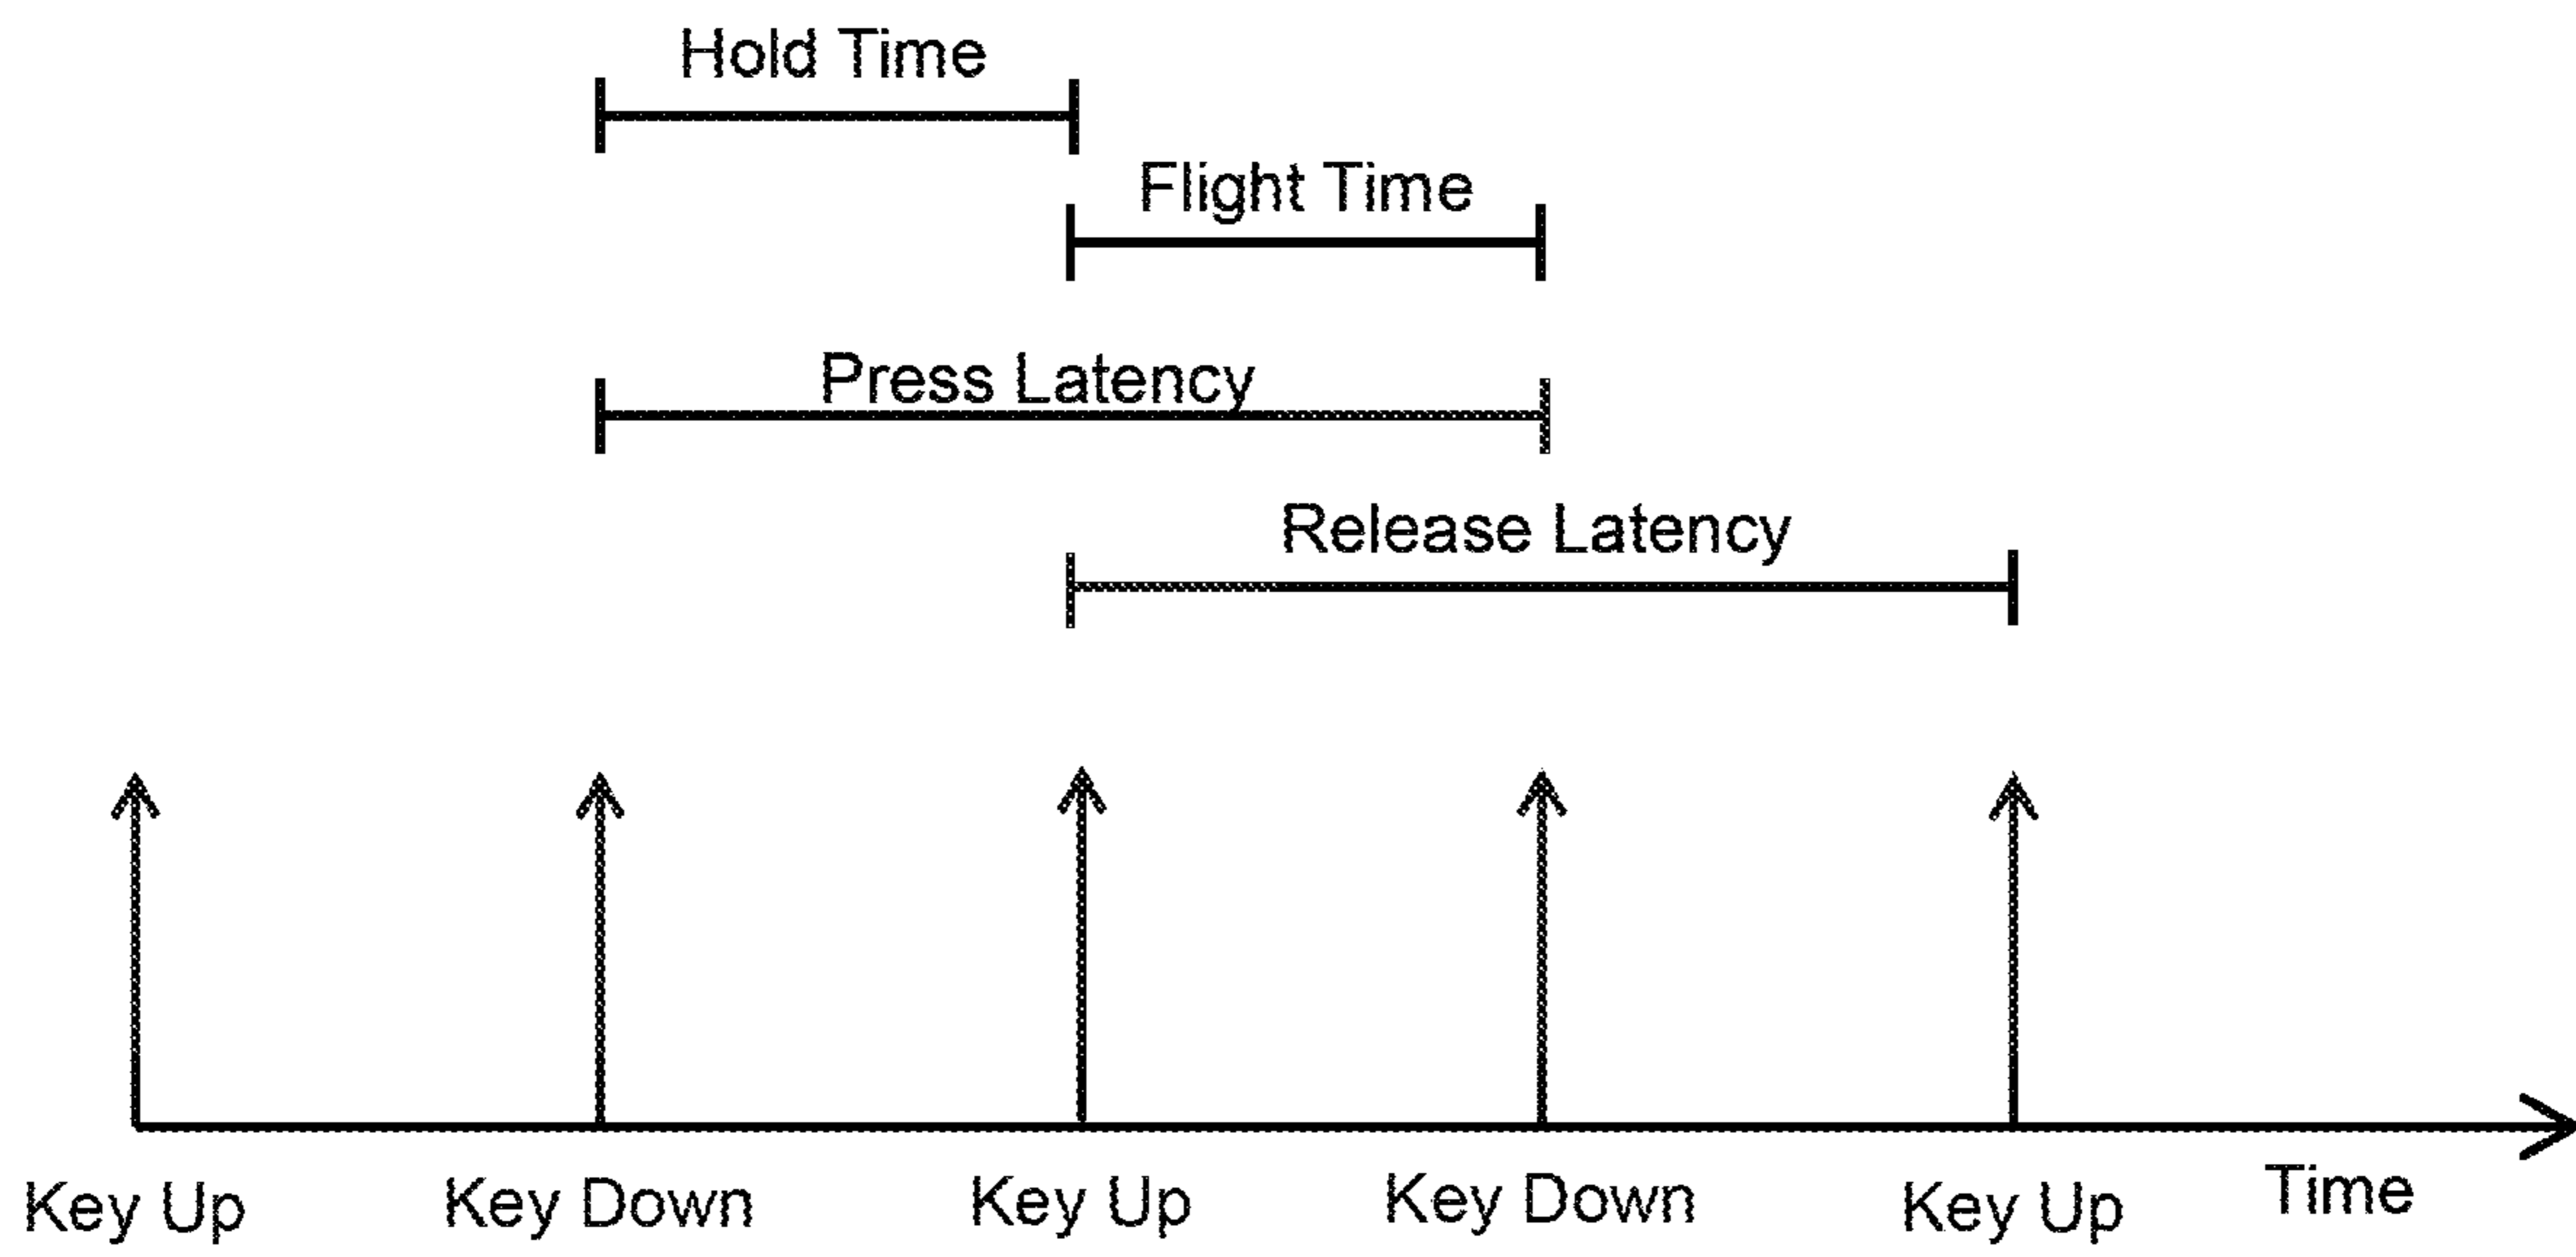 Hold Time
Flight Time
Press Latency
Release Latency
Key Up
Key Down
Key Up
Key Down
Key Up
Time